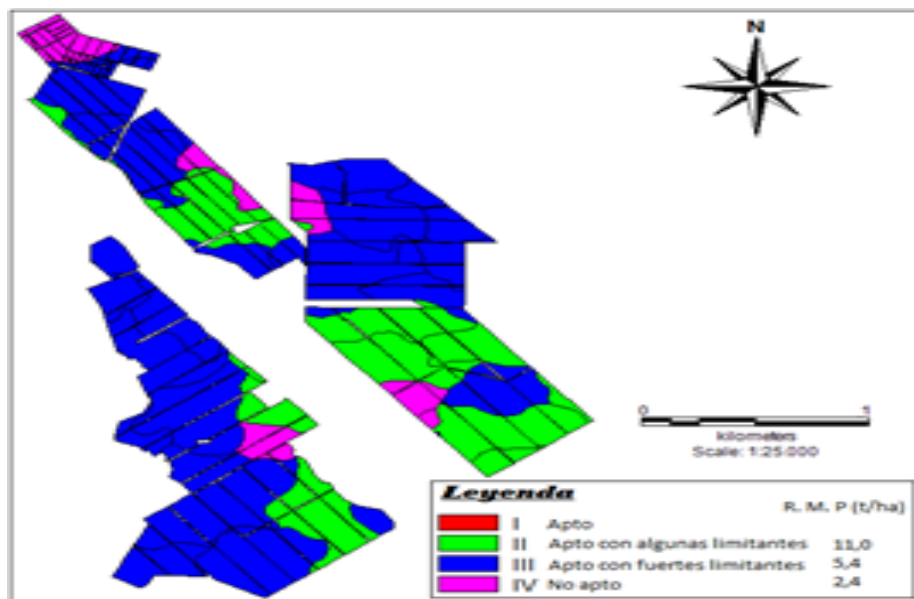 N
0 1
kilometers
Scale: 1:25.000
Leyenda
R. M. P (t/ha)
I Apto
II Apto con algunas limitantes 11,0
III Apto con fuertes limitantes 5,4
IV No apto 2,4